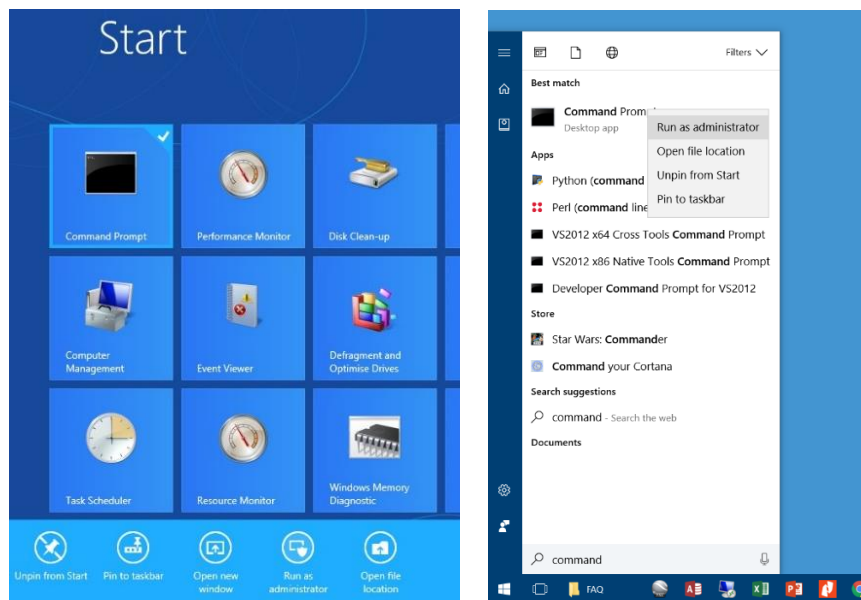 Start
Command Prompt
Performance Monitor
Disk Clean-up
Computer
Management
Event Viewer
Defragment and
Optimise Drives
Task Scheduler
Resource Monitor
Windows Memory
Diagnostic
Unpin from Start
Pin to taskbar
Open new
window
Run as
administrator
Open file
location
Filters
Best match
Command Prom
Desktop app
Run as administrator
Open file location
Unpin from Start
Pin to taskbar
Apps
Python (command
Perl (command line
VS2012 x64 Cross Tools Command Prompt
VS2012 x86 Native Tools Command Prompt
Developer Command Prompt for VS2012
Store
Star Wars: Commander
Command your Cortana
Search suggestions
command - Search the web
Documents
command
FAQ